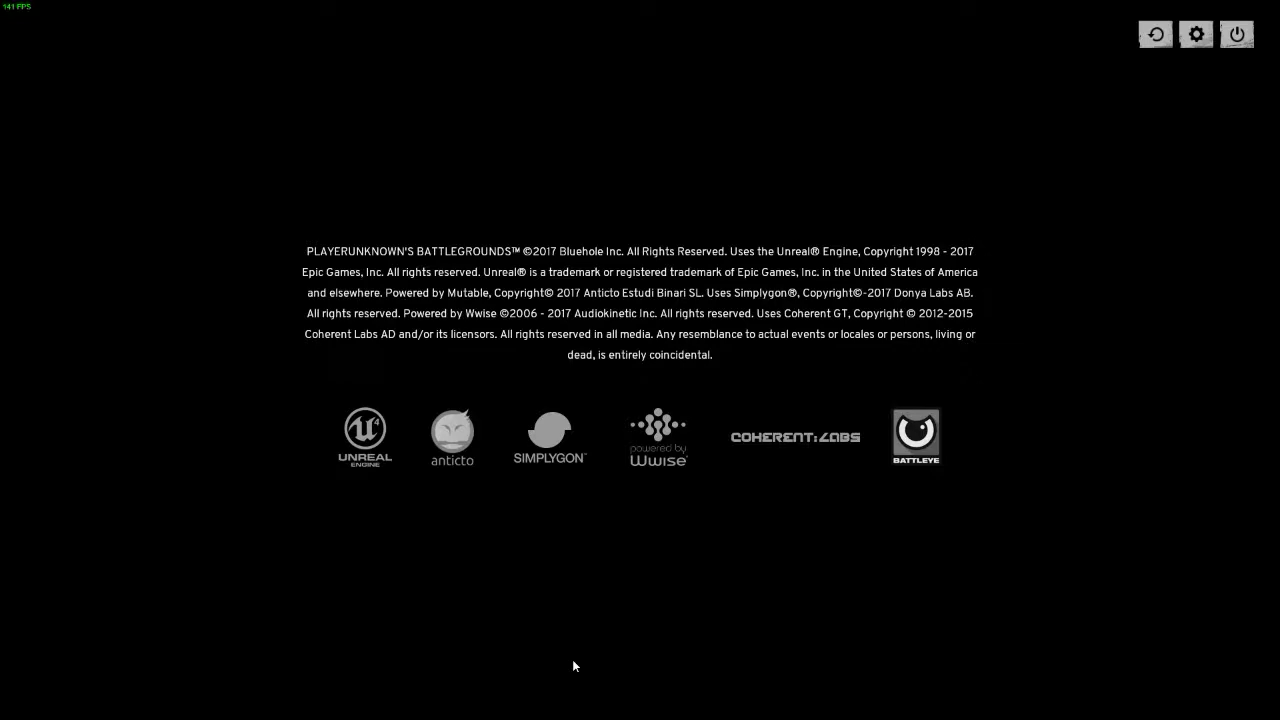 141 FPS
PLAYERUNKNOWN'S BATTLEGROUNDS™ ©2017 Bluehole Inc. All Rights Reserved. Uses the Unreal® Engine, Copyright 1998 - 2017
Epic Games, Inc. All rights reserved. Unreal® is a trademark or registered trademark of Epic Games, Inc. in the United States of America
and elsewhere. Powered by Mutable, Copyright© 2017 Anticto Estudi Binari SL. Uses Simplygon®, Copyright©-2017 Donya Labs AB.
All rights reserved. Powered by Wwise ©2006 - 2017 Audiokinetic Inc. All rights reserved. Uses Coherent GT, Copyright © 2012-2015
Coherent Labs AD and/or its licensors. All rights reserved in all media. Any resemblance to actual events or locales or persons, living or
dead, is entirely coincidental.
U4
UNREAL
ENGINE
anticto
SIMPLYGON™
powered by
Wwise
COHERENT:LABS
BATTLEYE